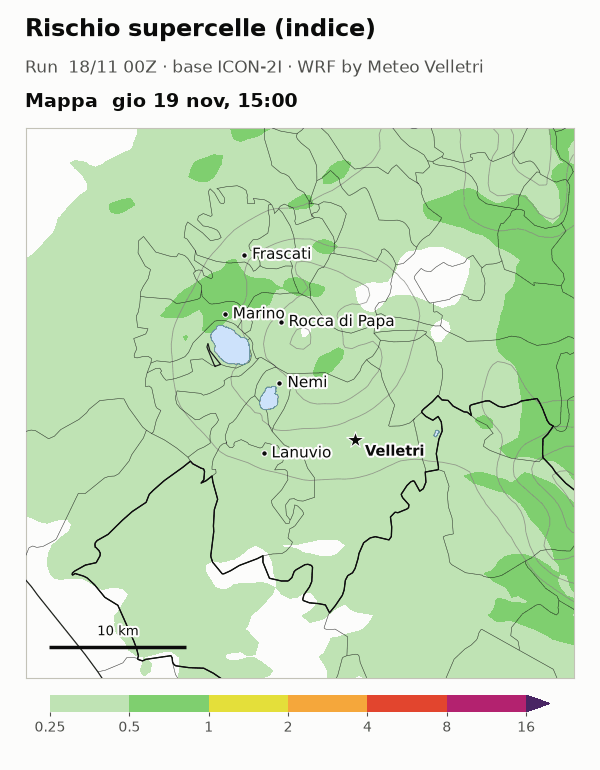 Rischio supercelle (indice)
Run  18/11 00Z · base ICON-2I · WRF by Meteo Velletri
Mappa  gio 19 nov, 15:00
Frascati
Marino
Rocca di Papa
Nemi
Velletri
Lanuvio
10 km
0.25 0.5 1 2 4 8 16